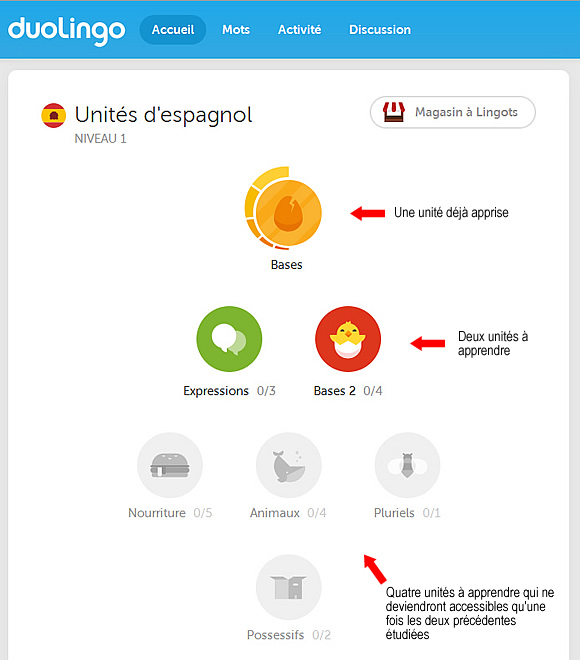 duolingo Accueil Mots Activité Discussion
Unités d'espagnol
NIVEAU 1
Magasin à Lingots
Une unité déjà apprise
Bases
Deux unités à
apprendre
Expressions 0/3 Bases 2 0/4
Nourriture 0/5 Animaux 0/4 Pluriels 0/1
Quatre unités à apprendre qui ne
deviendront accessibles qu'une
fois les deux précédentes
étudiées
Possessifs 0/2